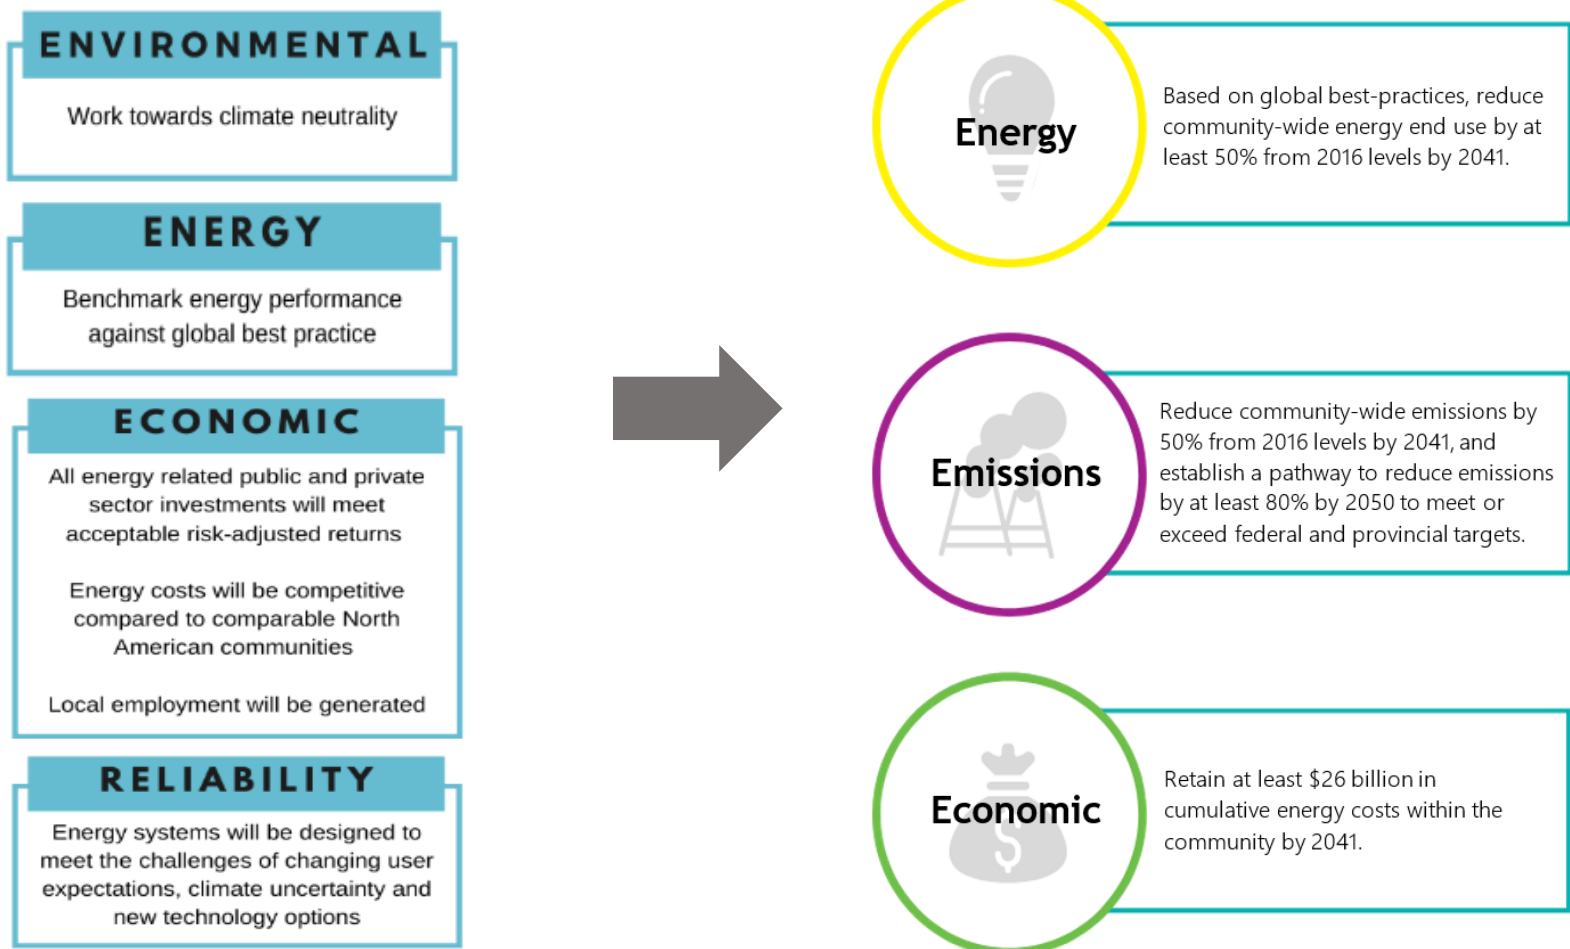 ENVIRONMENTAL
Work towards climate neutrality
ENERGY
Benchmark energy performance
against global best practice
ECONOMIC
All energy related public and private
sector investments will meet
acceptable risk-adjusted returns
Energy costs will be competitive
compared to comparable North
American communities
Local employment will be generated
RELIABILITY
Energy systems will be designed to
meet the challenges of changing user
expectations, climate uncertainty and
new technology options
Energy
Based on global best-practices, reduce
community-wide energy end use by at
least 50% from 2016 levels by 2041.
Emissions
Reduce community-wide emissions by
50% from 2016 levels by 2041, and
establish a pathway to reduce emissions
by at least 80% by 2050 to meet or
exceed federal and provincial targets.
Economic
$
Retain at least $26 billion in
cumulative energy costs within the
community by 2041.